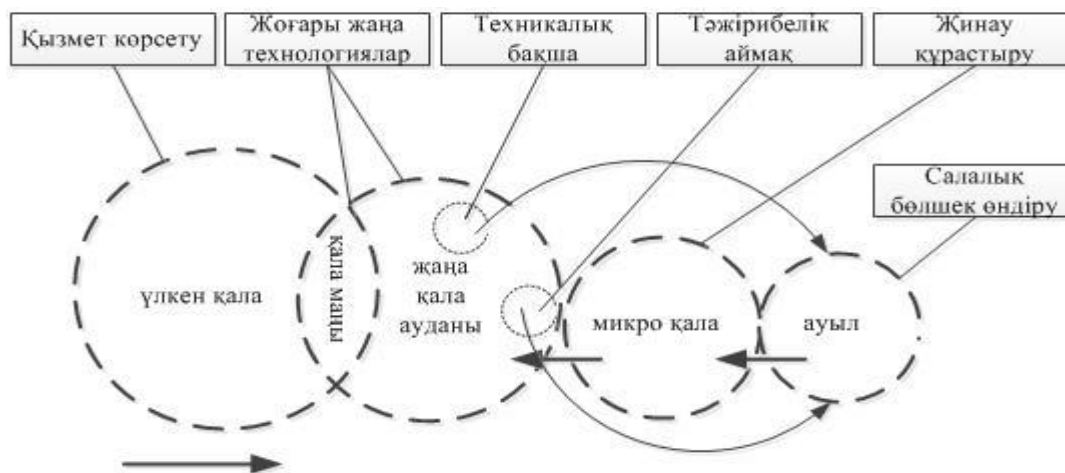 Қызмет көрсету
Жоғары жаңа
технологиялар
Техникалық
бақша
Тәжірибелік
аймақ
Жинау
құрастыру
Салалық
бөлшек өндіру
үлкен қала
қала маңы
жаңа
қала
ауданы
микро қала
ауыл